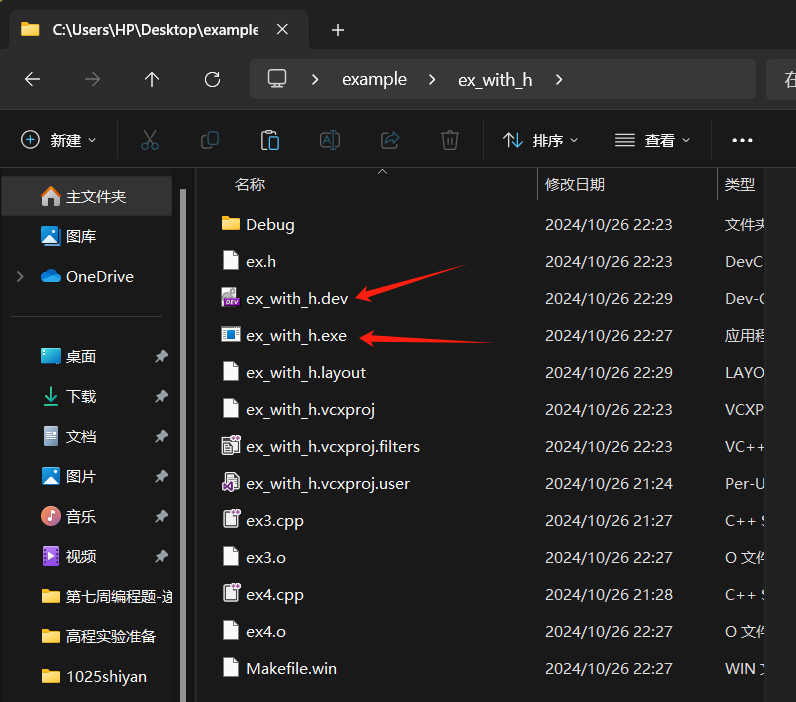 C:\Users\HP\Desktop\example
example
ex_with_h
在
新建
排序
查看
主文件夹
图库
OneDrive
桌面
下载
文档
图片
音乐
视频
第七周编程题-递
高程实验准备
1025shiyan
名称 修改日期 类型
Debug 2024/10/26 22:23 文件夹
ex.h 2024/10/26 22:23 DevC
DEV ex_with_h.dev 2024/10/26 22:29 Dev-C
ex_with_h.exe 2024/10/26 22:27 应用程
ex_with_h.layout 2024/10/26 22:29 LAYO
ex_with_h.vcxproj 2024/10/26 22:23 VCXP
ex_with_h.vcxproj.filters 2024/10/26 22:23 VC++
ex_with_h.vcxproj.user 2024/10/26 21:24 Per-U
ex3.cpp 2024/10/26 21:27 C++ S
ex3.o 2024/10/26 22:27 O 文件
ex4.cpp 2024/10/26 21:28 C++ S
ex4.o 2024/10/26 22:27 O 文件
Makefile.win 2024/10/26 22:27 WIN 文